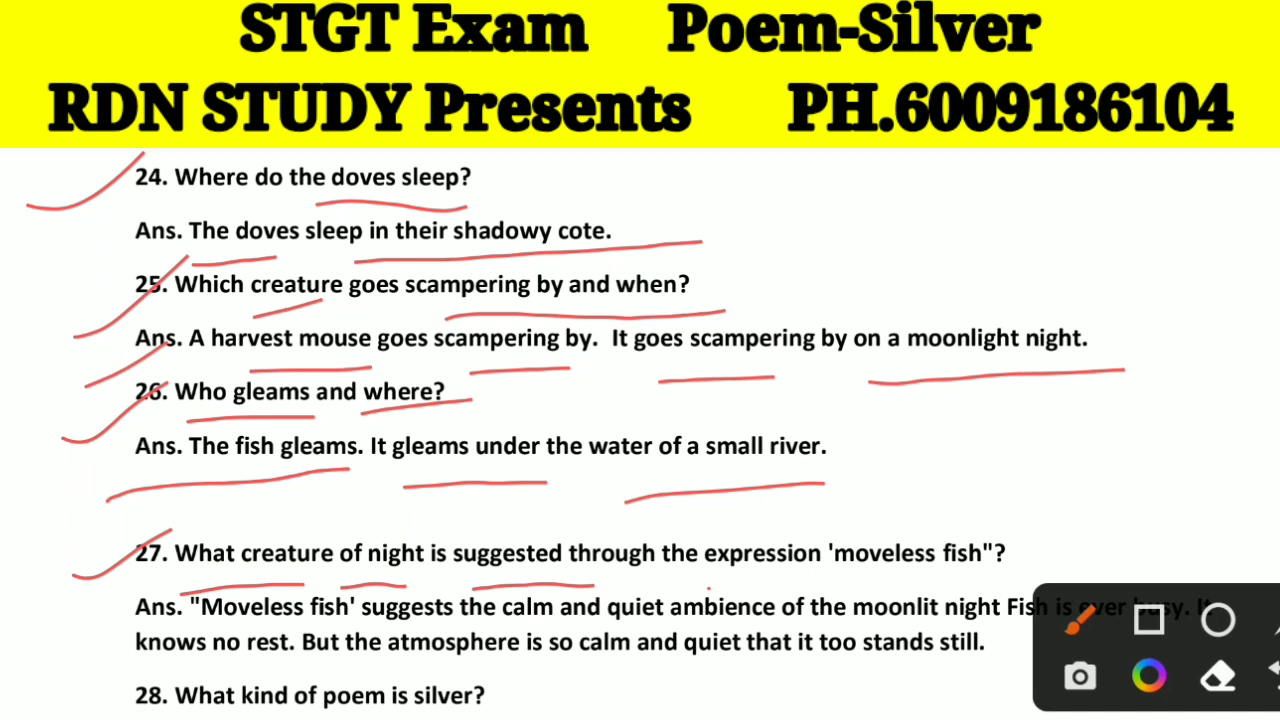 STGT Exam Poem-Silver
RDN STUDY Presents PH.6009186104
24. Where do the doves sleep?
Ans. The doves sleep in their shadowy cote.
25. Which creature goes scampering by and when?
Ans. A harvest mouse goes scampering by. It goes scampering by on a moonlight night.
26. Who gleams and where?
Ans. The fish gleams. It gleams under the water of a small river.
27. What creature of night is suggested through the expression 'moveless fish"?
Ans. "Moveless fish' suggests the calm and quiet ambience of the moonlit night Fish is ever busy. It
knows no rest. But the atmosphere is so calm and quiet that it too stands still.
28. What kind of poem is silver?